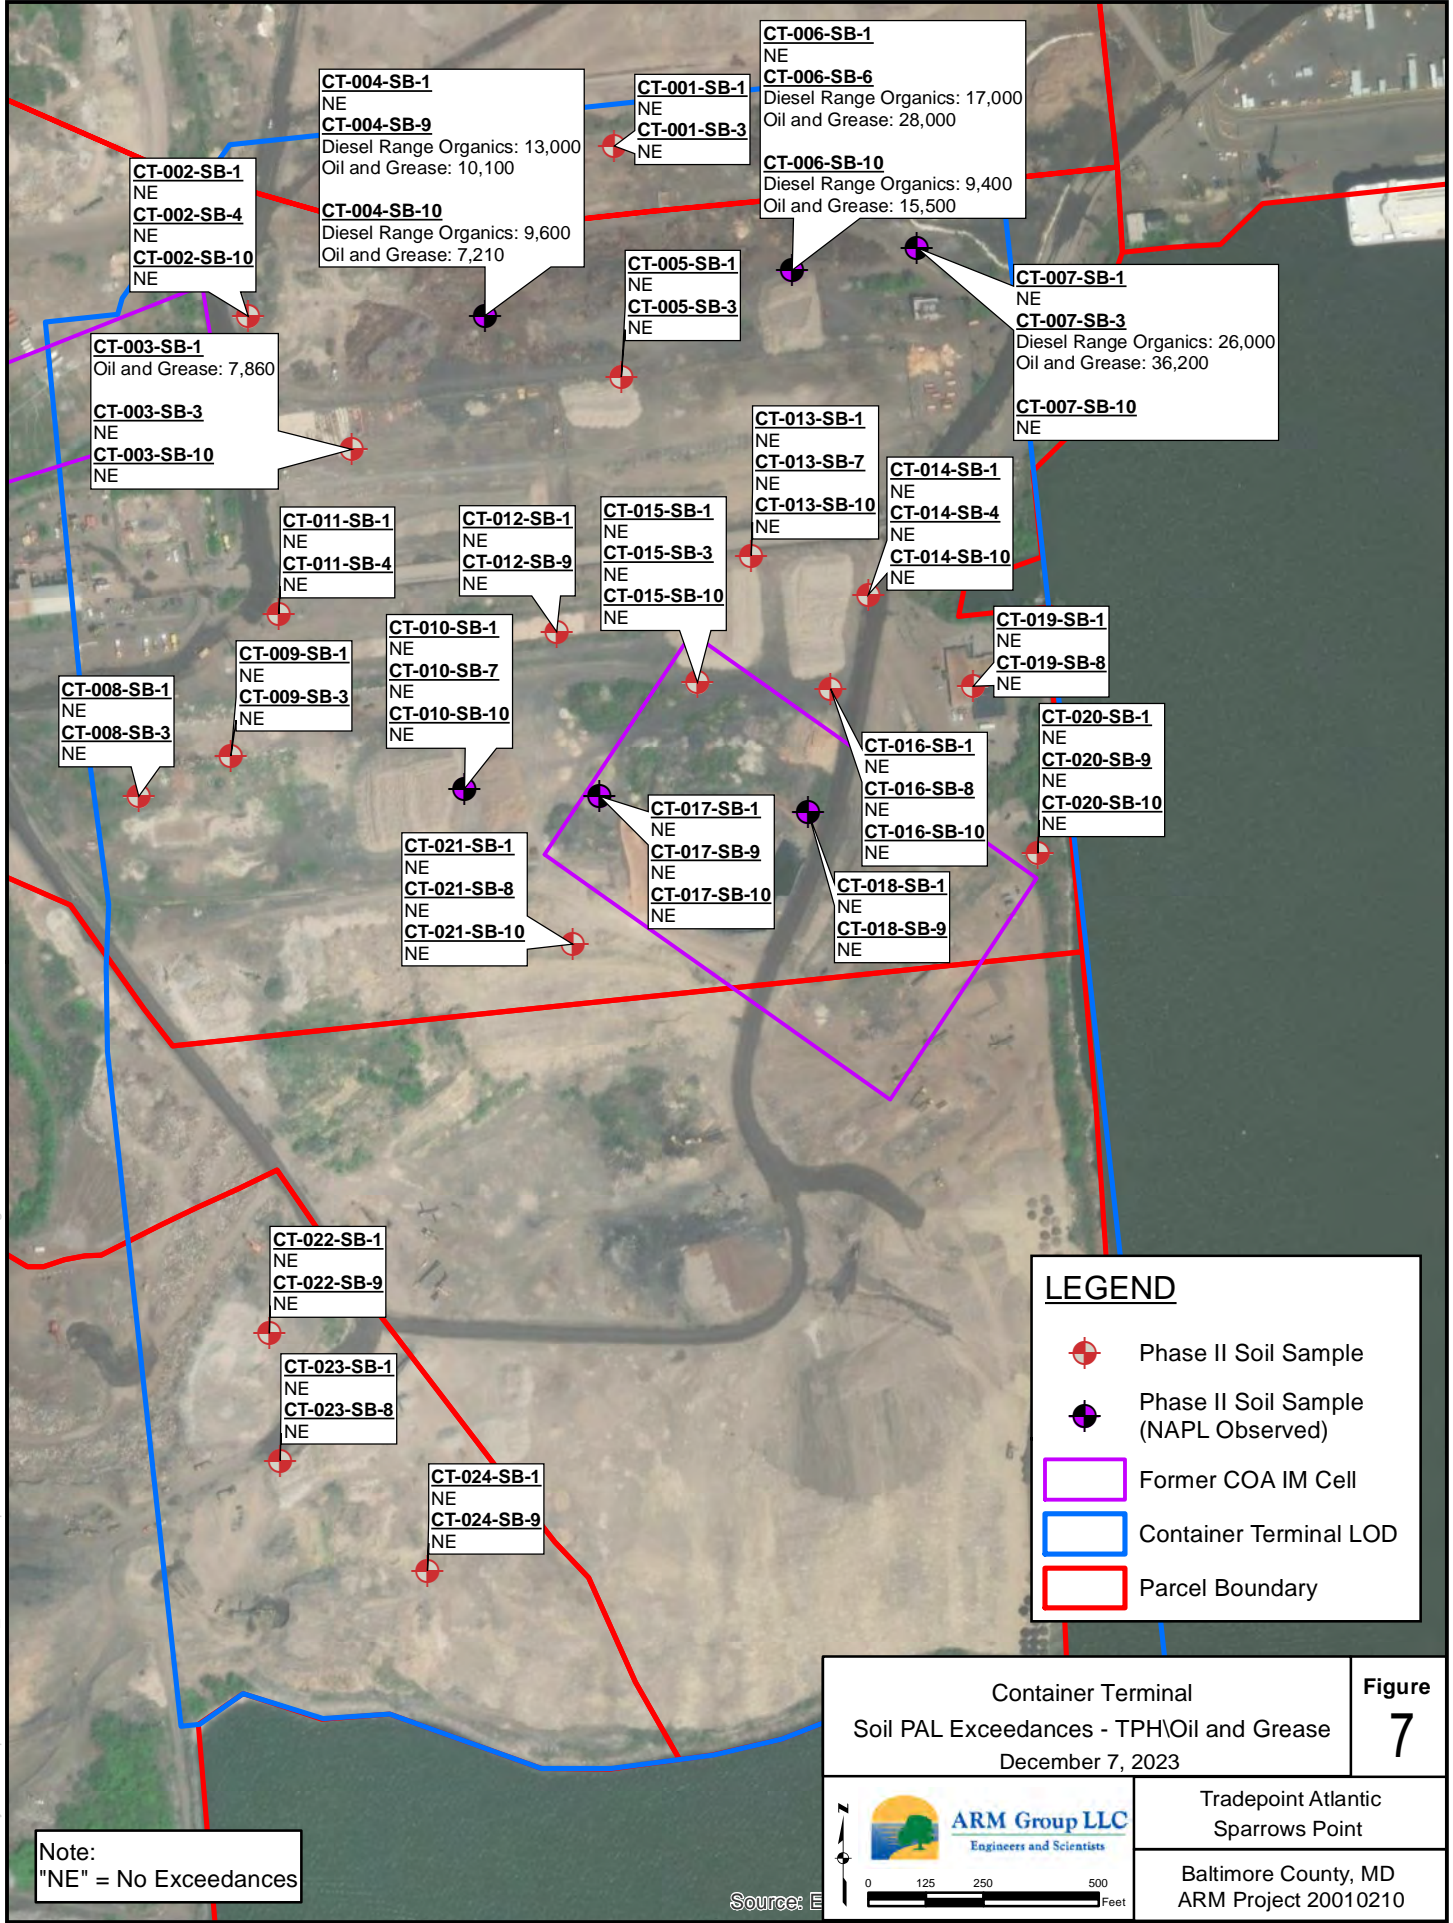 CT-006-SB-1
NE
CT-006-SB-6
Diesel Range Organics: 17,000
Oil and Grease: 28,000
CT-006-SB-10
Diesel Range Organics: 9,400
Oil and Grease: 15,500
CT-004-SB-1
NE
CT-004-SB-9
Diesel Range Organics: 13,000
Oil and Grease: 10,100
CT-004-SB-10
Diesel Range Organics: 9,600
Oil and Grease: 7,210
CT-001-SB-1
NE
CT-001-SB-3
NE
CT-002-SB-1
NE
CT-002-SB-4
NE
CT-002-SB-10
NE
CT-005-SB-1
NE
CT-005-SB-3
NE
CT-007-SB-1
NE
CT-007-SB-3
Diesel Range Organics: 26,000
Oil and Grease: 36,200
CT-007-SB-10
NE
CT-003-SB-1
Oil and Grease: 7,860
CT-003-SB-3
NE
CT-003-SB-10
NE
CT-013-SB-1
NE
CT-013-SB-7
NE
CT-013-SB-10
NE
CT-014-SB-1
NE
CT-014-SB-4
NE
CT-014-SB-10
NE
CT-011-SB-1
NE
CT-011-SB-4
NE
CT-012-SB-1
NE
CT-012-SB-9
NE
CT-015-SB-1
NE
CT-015-SB-3
NE
CT-015-SB-10
NE
CT-010-SB-1
NE
CT-010-SB-7
NE
CT-010-SB-10
NE
CT-019-SB-1
NE
CT-019-SB-8
NE
CT-009-SB-1
NE
CT-009-SB-3
NE
CT-008-SB-1
NE
CT-008-SB-3
NE
CT-020-SB-1
NE
CT-020-SB-9
NE
CT-020-SB-10
NE
CT-016-SB-1
NE
CT-016-SB-8
NE
CT-016-SB-10
NE
CT-017-SB-1
NE
CT-017-SB-9
NE
CT-017-SB-10
NE
CT-021-SB-1
NE
CT-021-SB-8
NE
CT-021-SB-10
NE
CT-018-SB-1
NE
CT-018-SB-9
NE
CT-022-SB-1
NE
CT-022-SB-9
NE
CT-023-SB-1
NE
CT-023-SB-8
NE
CT-024-SB-1
NE
CT-024-SB-9
NE
LEGEND
Phase II Soil Sample
Phase II Soil Sample
(NAPL Observed)
Former COA IM Cell
Container Terminal LOD
Parcel Boundary
Container Terminal
Soil PAL Exceedances - TPH\Oil and Grease
December 7, 2023
Figure
7
Z
ARM Group LLC
Engineers and Scientists
0 125 250 500
Feet
Tradepoint Atlantic
Sparrows Point
Baltimore County, MD
ARM Project 20010210
Note:
"NE" = No Exceedances
Source: E